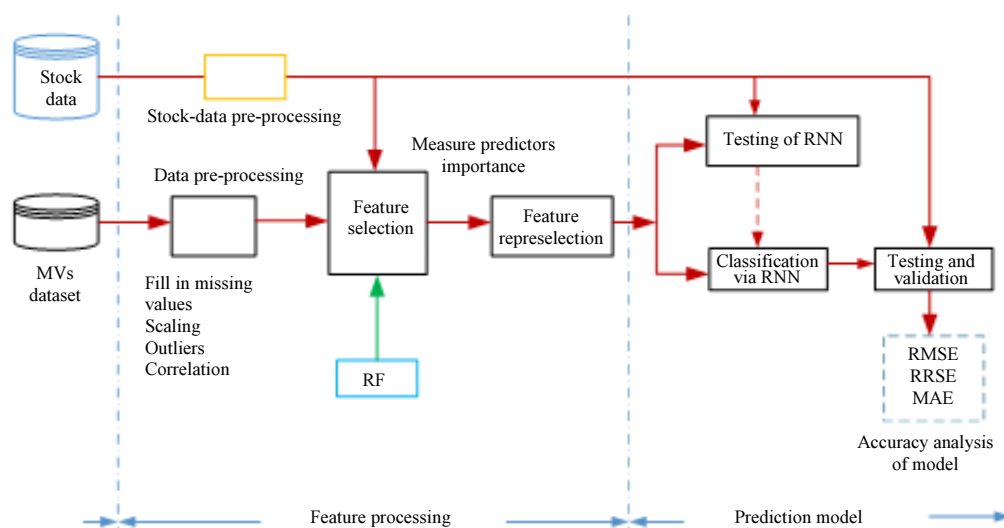 Stock
data
Stock-data pre-processing
Testing of RNN
Measure predictors
importance
Data pre-processing
Feature
selection
Feature
represelection
Classification
via RNN
Testing and
validation
MVs
dataset
Fill in missing
values
Scaling
Outliers
Correlation
RF
RMSE
RRSE
MAE
Accuracy analysis
of model
Feature processing
Prediction model